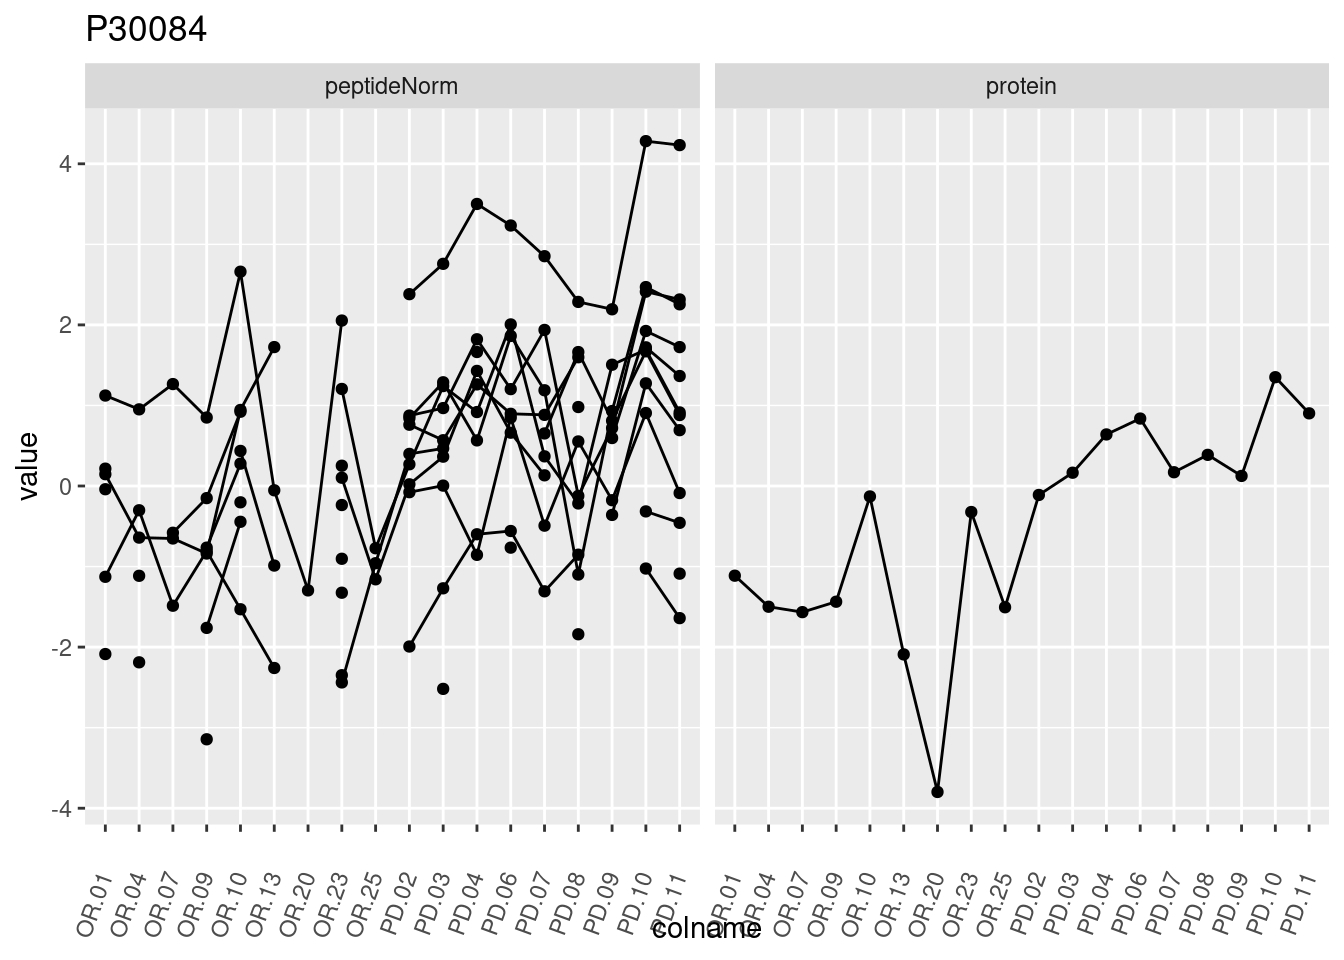 P30084
peptideNorm protein
4
2
0
-2
-4
value
OR.01 OR.04 OR.07 OR.09 OR.10 OR.13 OR.20 OR.23 OR.25 PD.02 PD.03 PD.04 PD.06 PD.07 PD.08 PD.09 PD.10 PD.11 OR.01 OR.04 OR.07 OR.09 OR.10 OR.13 OR.20 OR.23 OR.25 PD.02 PD.03 PD.04 PD.06 PD.07 PD.08 PD.09 PD.10 PD.11
colname